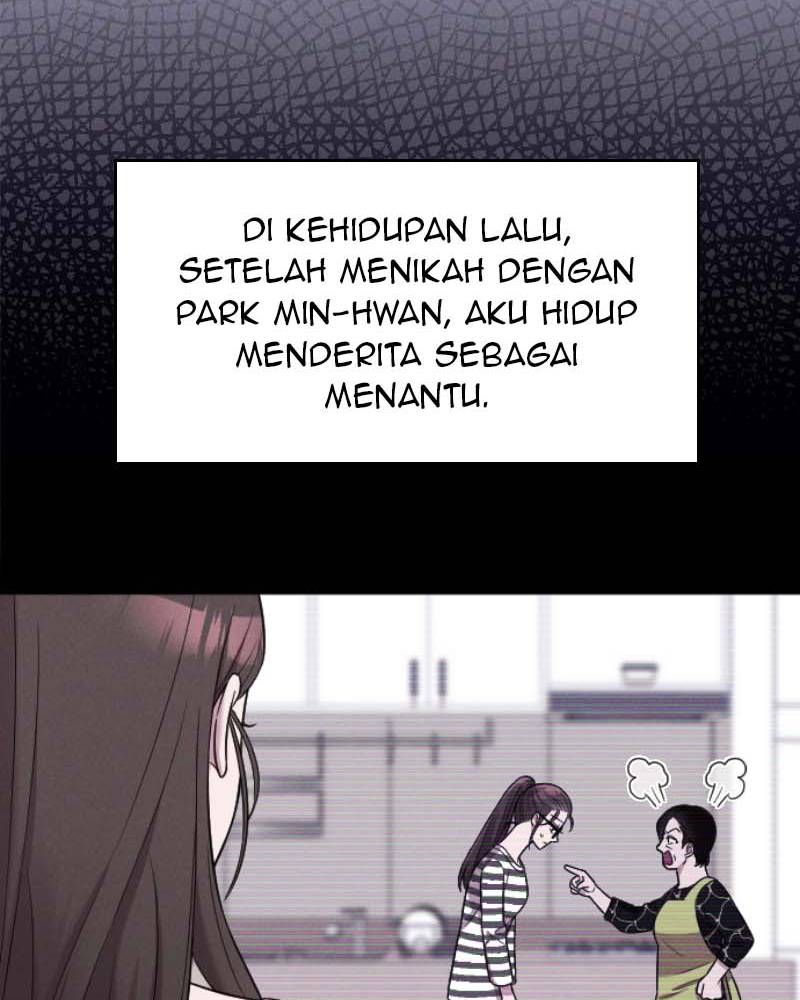 DI KEHIDUPAN LALU,
SETELAH MENIKAH DENGAN
PARK MIN-HWAN, AKU HIDUP
MENDERITA SEBAGAI
MENANTU.